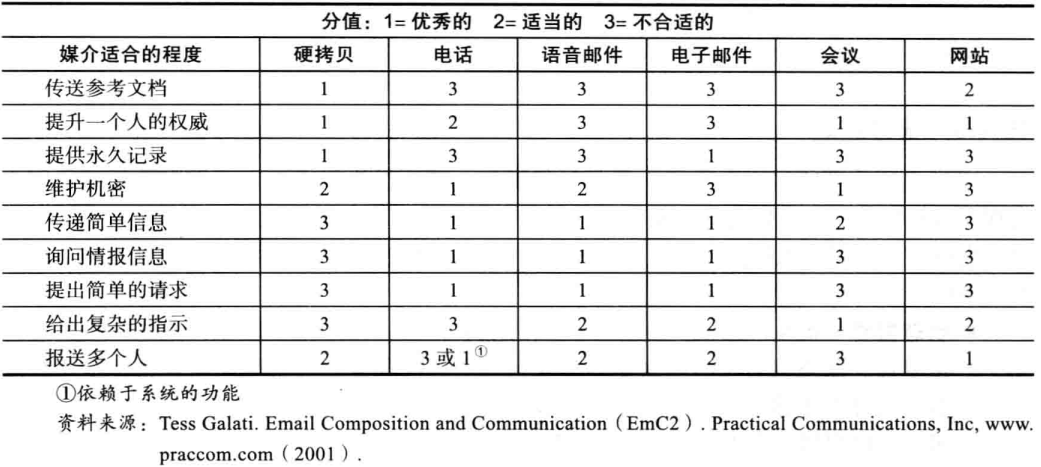 分值：1= 优秀的 2= 适当的 3= 不合适的
媒介适合的程度 硬拷贝 电话 语音邮件 电子邮件 会议 网站
传送参考文档 1 3 3 3 3 2
提升一个人的权威 1 2 3 3 1 1
提供永久记录 1 3 3 1 3 3
维护机密 2 1 2 3 1 3
传递简单信息 3 1 1 1 2 3
询问情报信息 3 1 1 1 3 3
提出简单的请求 3 1 1 1 3 3
给出复杂的指示 3 3 2 2 1 2
报送多个人 2 3 或 1① 2 2 3 1
①依赖于系统的功能
资料来源：Tess Galati. Email Composition and Communication（EmC2）. Practical Communications, Inc, www.
praccom.com（2001）.